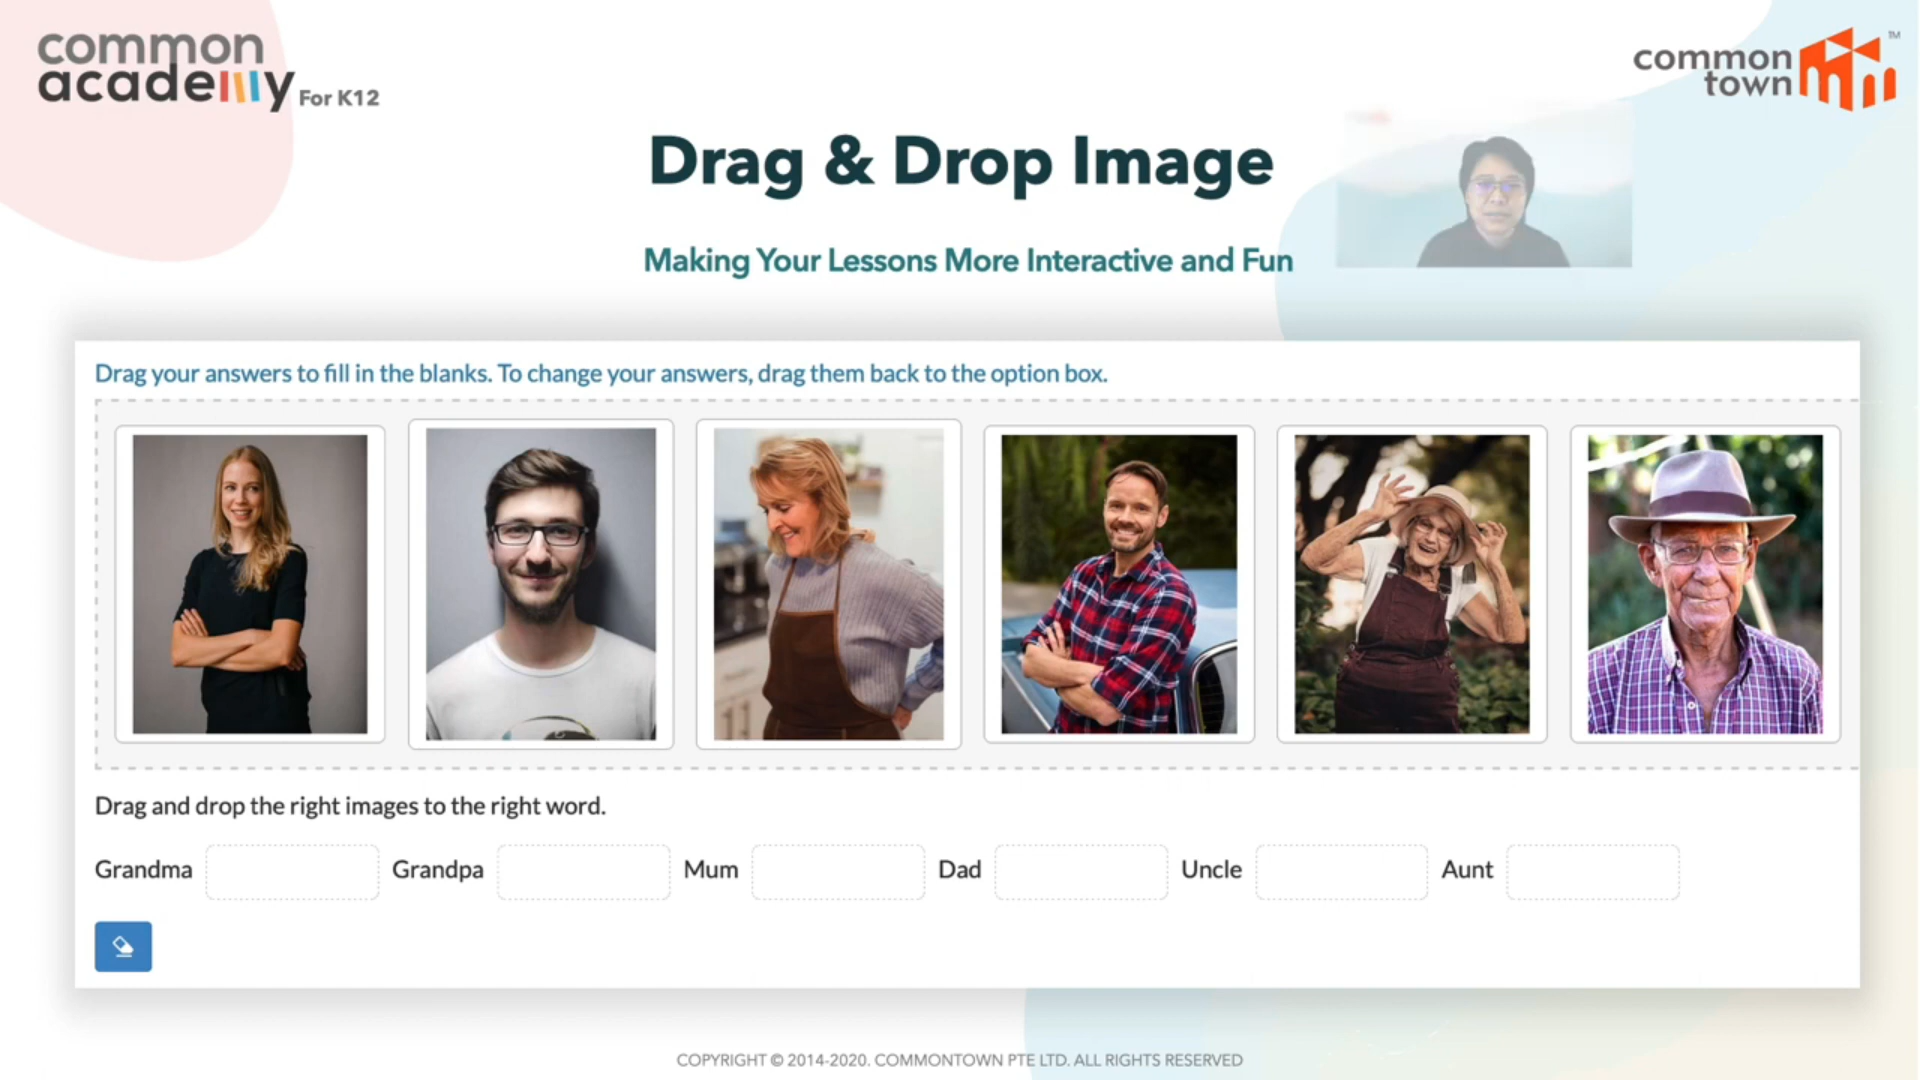 common
academy For K12
common
town™
Drag & Drop Image
Making Your Lessons More Interactive and Fun
Drag your answers to fill in the blanks. To change your answers, drag them back to the option box.
Drag and drop the right images to the right word.
Grandma Grandpa Mum Dad Uncle Aunt
COPYRIGHT © 2014-2020. COMMONTOWN PTE LTD. ALL RIGHTS RESERVED